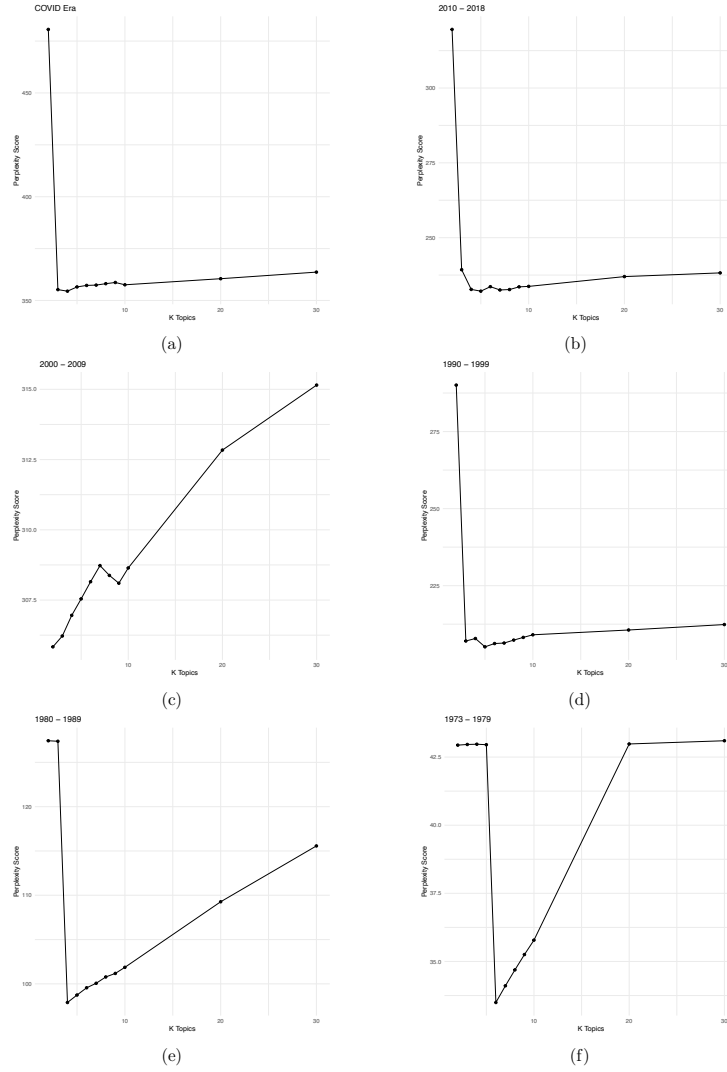 COVID Era
450
400
350
Perplexity Score
10
20
30
K Topics
(a)
2010 − 2018
300
275
250
Perplexity Score
10
20
30
K Topics
(b)
2000 − 2009
315.0
312.5
310.0
307.5
Perplexity Score
10
20
30
K Topics
(c)
1990 − 1999
275
250
225
Perplexity Score
10
20
30
K Topics
(d)
1980 − 1989
120
110
100
Perplexity Score
10
20
30
K Topics
(e)
1973 − 1979
42.5
40.0
37.5
35.0
Perplexity Score
10
20
30
K Topics
(f)